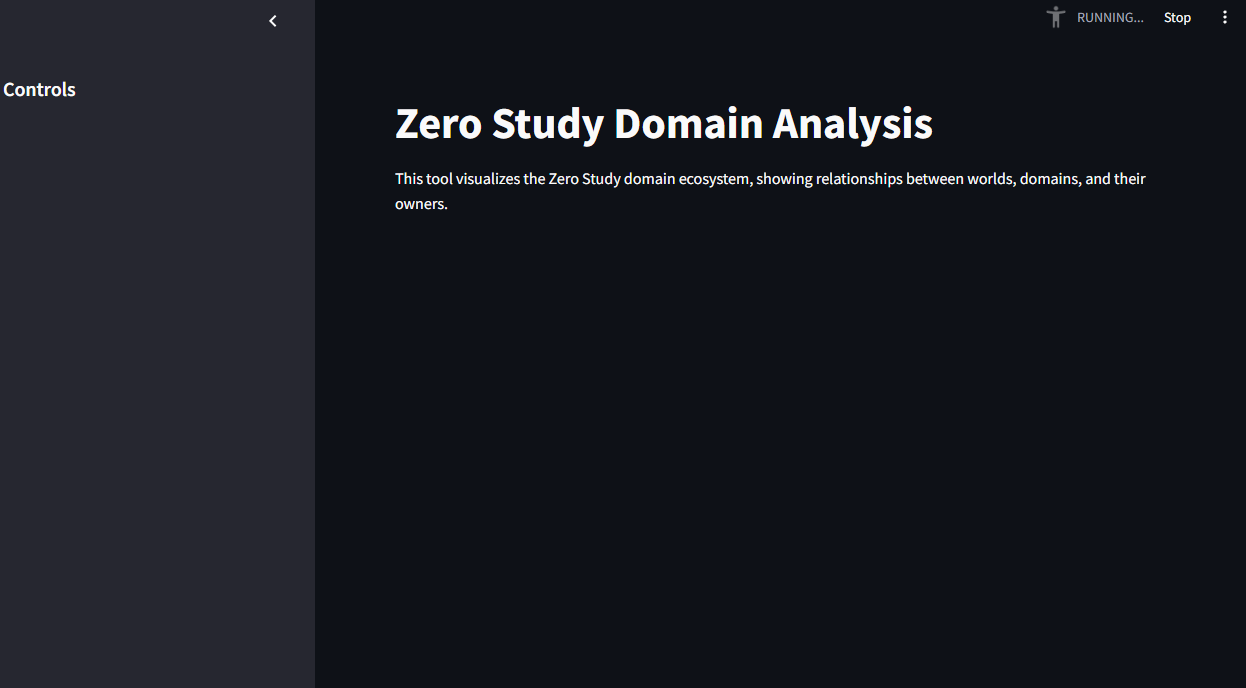 RUNNING...
Stop
Controls
Zero Study Domain Analysis
This tool visualizes the Zero Study domain ecosystem, showing relationships between worlds, domains, and their
owners.